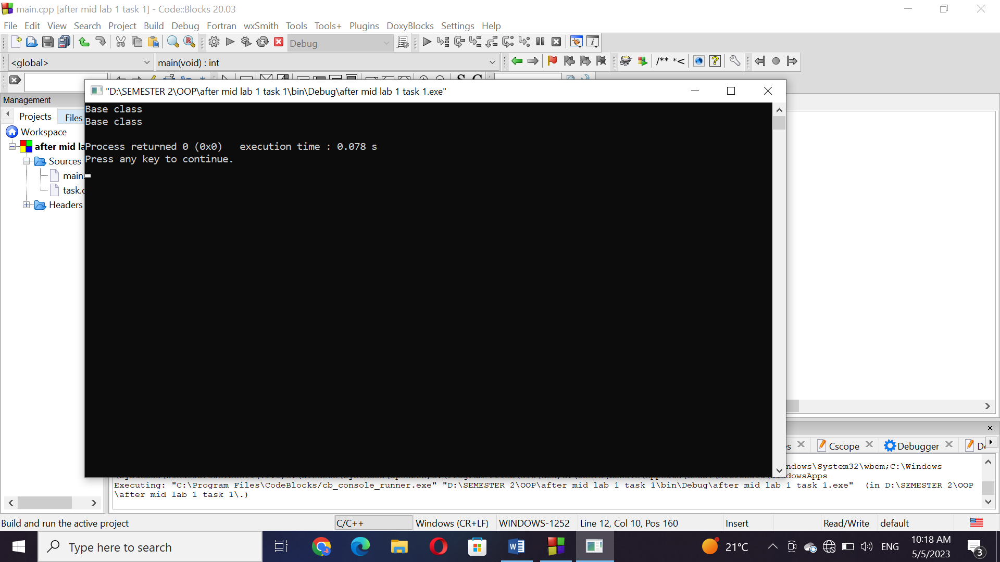 main.cpp [after mid lab 1 task 1] - Code::Blocks 20.03
File Edit View Search Project Build Debug Fortran wxSmith Tools Tools+ Plugins DoxyBlocks Settings Help
Debug
<global> main(void) : int /** *<
Management
Projects Files
Workspace
after mid
Sources
main.
task.
Headers
"D:\SEMESTER 2\OOP\after mid lab 1 task 1\bin\Debug\after mid lab 1 task 1.exe"
Base class
Base class
Process returned 0 (0x0)   execution time : 0.078 s
Press any key to continue.
Cscope Debugger
ndows\System32\wbem;C:\Windows
Executing: "C:\Program Files\CodeBlocks/cb_console_runner.exe" "D:\SEMESTER 2\OOP\after mid lab 1 task 1\bin\Debug\after mid lab 1 task 1.exe"  (in D:\SEMESTER 2\OOP
\after mid lab 1 task 1\.)
Build and run the active project C/C++ Windows (CR+LF) WINDOWS-1252 Line 12, Col 10, Pos 160 Insert Read/Write default
Type here to search 21°C ENG 10:18 AM
5/5/2023 3